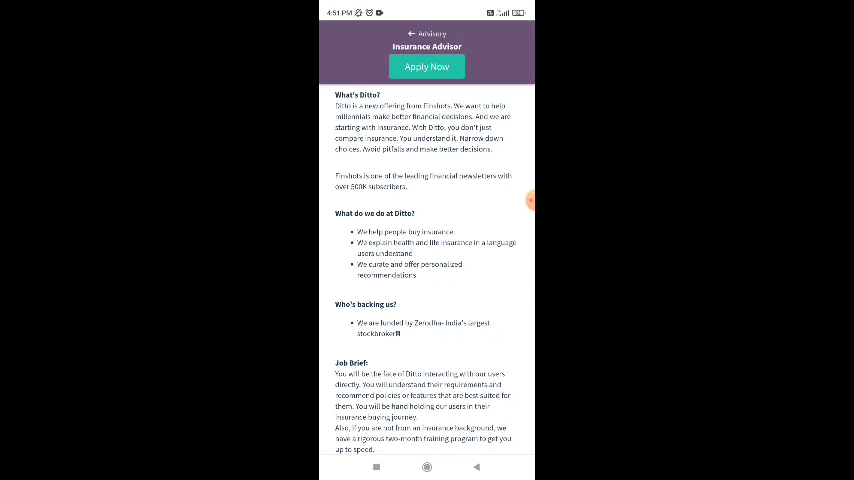 4:51 PM
← Advisory
Insurance Advisor
Apply Now
What's Ditto?
Ditto is a new offering from Finshots. We want to help
millennials make better financial decisions. And we are
starting with insurance. With Ditto, you don't just
compare insurance. You understand it. Narrow down
choices. Avoid pitfalls and make better decisions.
Finshots is one of the leading financial newsletters with
over 500K subscribers.
What do we do at Ditto?
• We help people buy insurance.
• We explain health and life insurance in a language
users understand
• We curate and offer personalized
recommendations
Who's backing us?
• We are funded by Zerodha- India's largest
stockbroker
Job Brief:
You will be the face of Ditto interacting with our users
directly. You will understand their requirements and
recommend policies or features that are best suited for
them. You will be hand holding our users in their
insurance buying journey.
Also, if you are not from an insurance background, we
have a rigorous two-month training program to get you
up to speed.